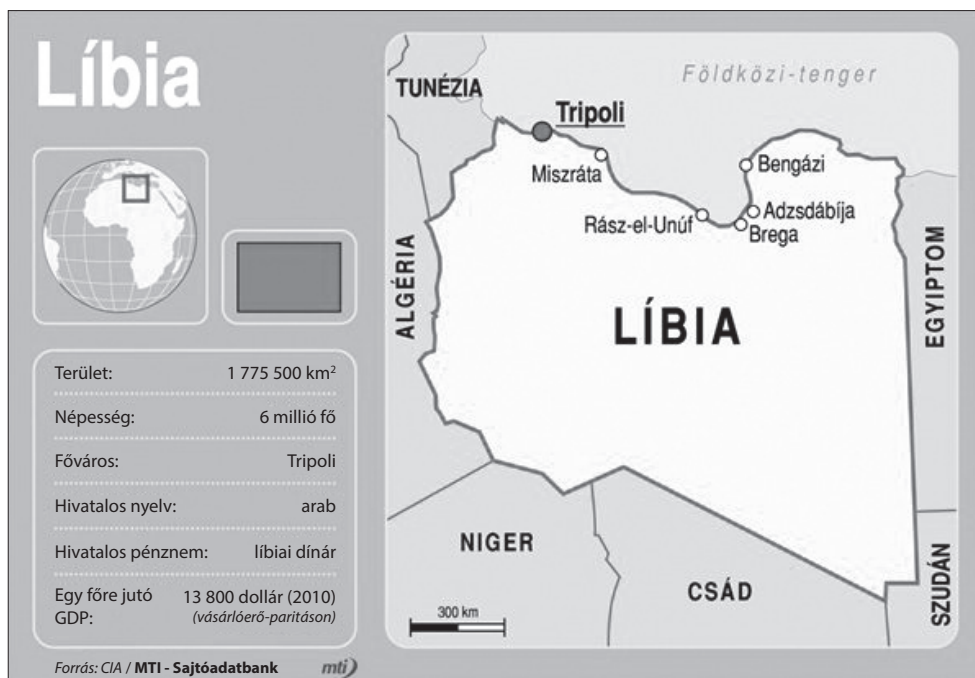 Líbia
Terület: 1 775 500 km²
Népesség: 6 millió fő
Főváros: Tripoli
Hivatalos nyelv: arab
Hivatalos pénznem: líbiai dínár
Egy főre jutó GDP: 13 800 dollár (2010)
(vásárlóerő-paritáson)
Forrás: CIA / MTI - Sajtóadatbank
mti
Földközi-tenger
TUNÉZIA
Tripoli
Miszráta
Bengázi
Rász-el-Unúf
Adzsdábíja
Brega
ALGÉRIA
LÍBIA
EGYIPTOM
NIGER
CSÁD
SZUDÁN
300 km